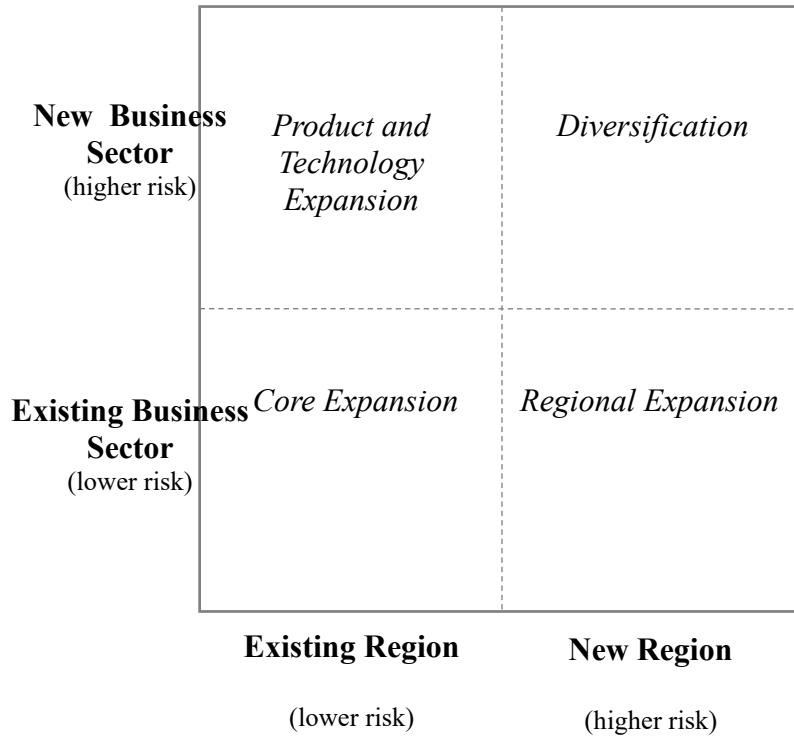 New  Business
Sector
(higher risk)
Product and
Technology
Expansion
Diversification
Existing Business
Sector
(lower risk)
Core Expansion
Regional Expansion
Existing Region
New Region
(lower risk)
(higher risk)